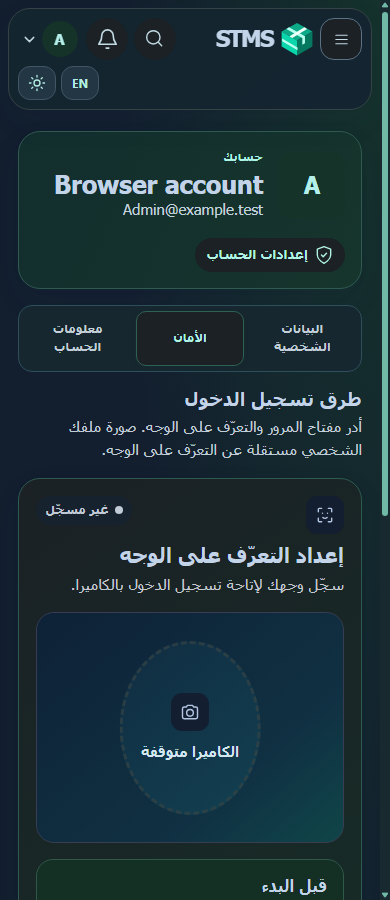 STMS
A
EN
حسابك
Browser account
A
Admin@example.test
إعدادات الحساب
البيانات الشخصية
الأمان
معلومات الحساب
طرق تسجيل الدخول
أدر مفتاح المرور والتعرّف على الوجه. صورة ملفك
الشخصي مستقلة عن التعرّف على الوجه.
غير مسجّل
إعداد التعرّف على الوجه
سجّل وجهك لإتاحة تسجيل الدخول بالكاميرا.
الكاميرا متوقفة
قبل البدء